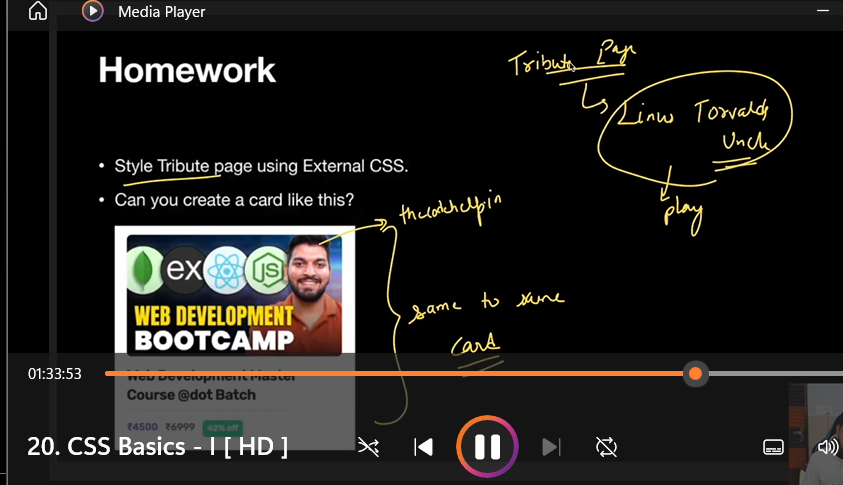 Media Player
Homework
Tribute Page
Linus Torvalds
Uncle
play
• Style Tribute page using External CSS.
• Can you create a card like this?
ex
JS
WEB DEVELOPMENT
BOOTCAMP
Web Development Master
Course @dot Batch
₹4500 ₹6999 42% off
same to same
card
01:33:53
20. CSS Basics - I [ HD ]